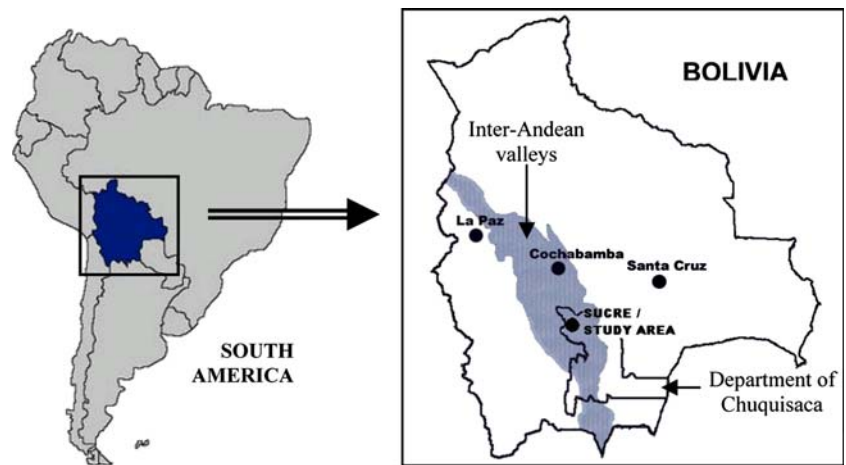 SOUTH
AMERICA
BOLIVIA
Inter-Andean
valleys
La Paz
Cochabamba
Santa Cruz
SUCRE /
STUDY AREA
Department of
Chuquisaca